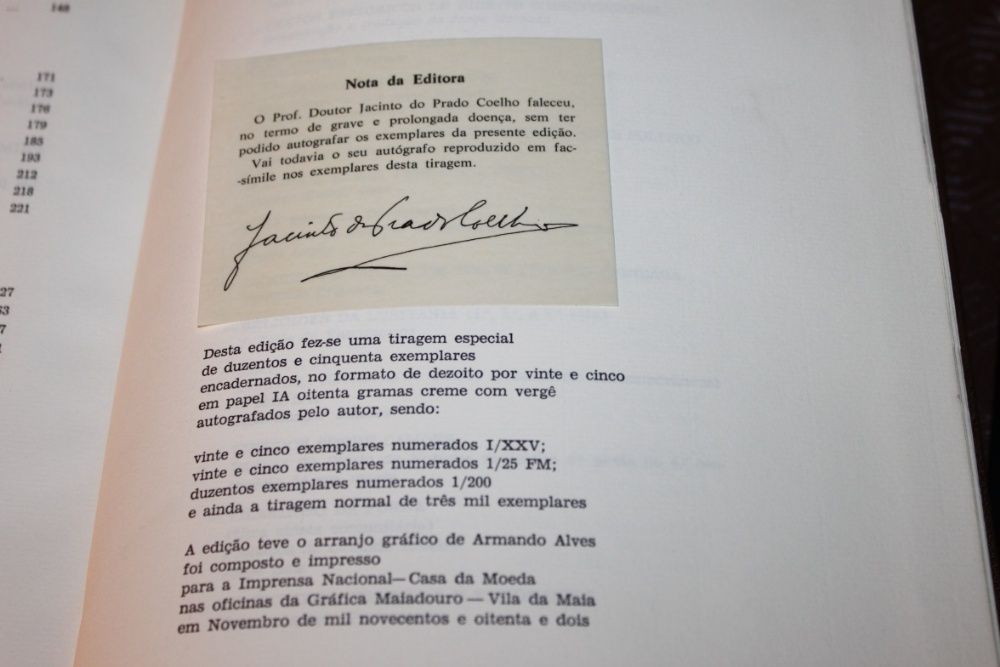 148
171
173
176
179
185
193
212
218
221
27
7
Nota da Editora
O Prof. Doutor Jacinto do Prado Coelho faleceu,
no termo de grave e prolongada doença, sem ter
podido autografar os exemplares da presente edição.
Vai todavia o seu autógrafo reproduzido em fac-
-símile nos exemplares desta tiragem.
Jacinto do Prado Coelho
Desta edição fez-se uma tiragem especial
de duzentos e cinquenta exemplares
encadernados, no formato de dezoito por vinte e cinco
em papel IA oitenta gramas creme com vergê
autografados pelo autor, sendo:
vinte e cinco exemplares numerados I/XXV;
vinte e cinco exemplares numerados 1/25 FM;
duzentos exemplares numerados 1/200
e ainda a tiragem normal de três mil exemplares
A edição teve o arranjo gráfico de Armando Alves
foi composto e impresso
para a Imprensa Nacional—Casa da Moeda
nas oficinas da Gráfica Maiadouro — Vila da Maia
em Novembro de mil novecentos e oitenta e dois